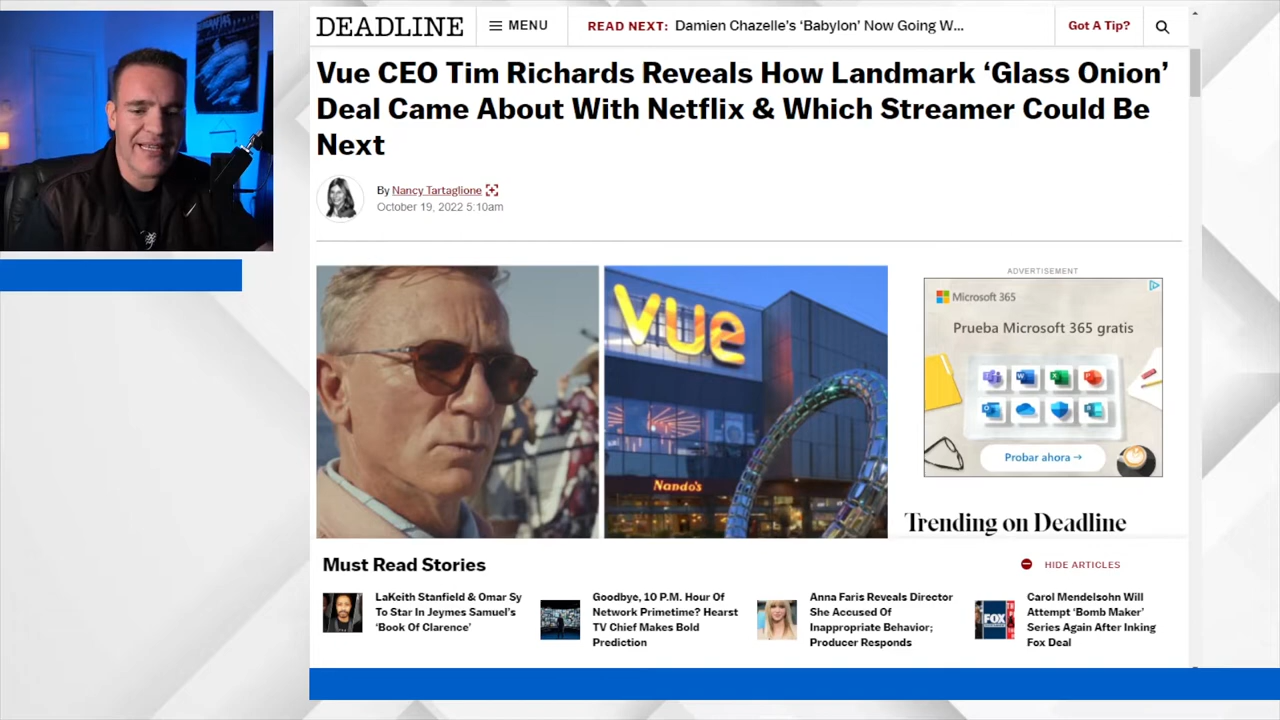 DEADLINE
MENU
READ NEXT: Damien Chazelle's 'Babylon' Now Going W...
Got A Tip?
Vue CEO Tim Richards Reveals How Landmark ‘Glass Onion’
Deal Came About With Netflix & Which Streamer Could Be
Next
By Nancy Tartaglione
October 19, 2022 5:10am
vue
Nando's
ADVERTISEMENT
Microsoft 365
Prueba Microsoft 365 gratis
Probar ahora →
Trending on Deadline
Must Read Stories
HIDE ARTICLES
LaKeith Stanfield & Omar Sy
To Star In Jeymes Samuel's
'Book Of Clarence'
Goodbye, 10 P.M. Hour Of
Network Primetime? Hearst
TV Chief Makes Bold
Prediction
Anna Faris Reveals Director
She Accused Of
Inappropriate Behavior;
Producer Responds
FOX
Carol Mendelsohn Will
Attempt 'Bomb Maker'
Series Again After Inking
Fox Deal